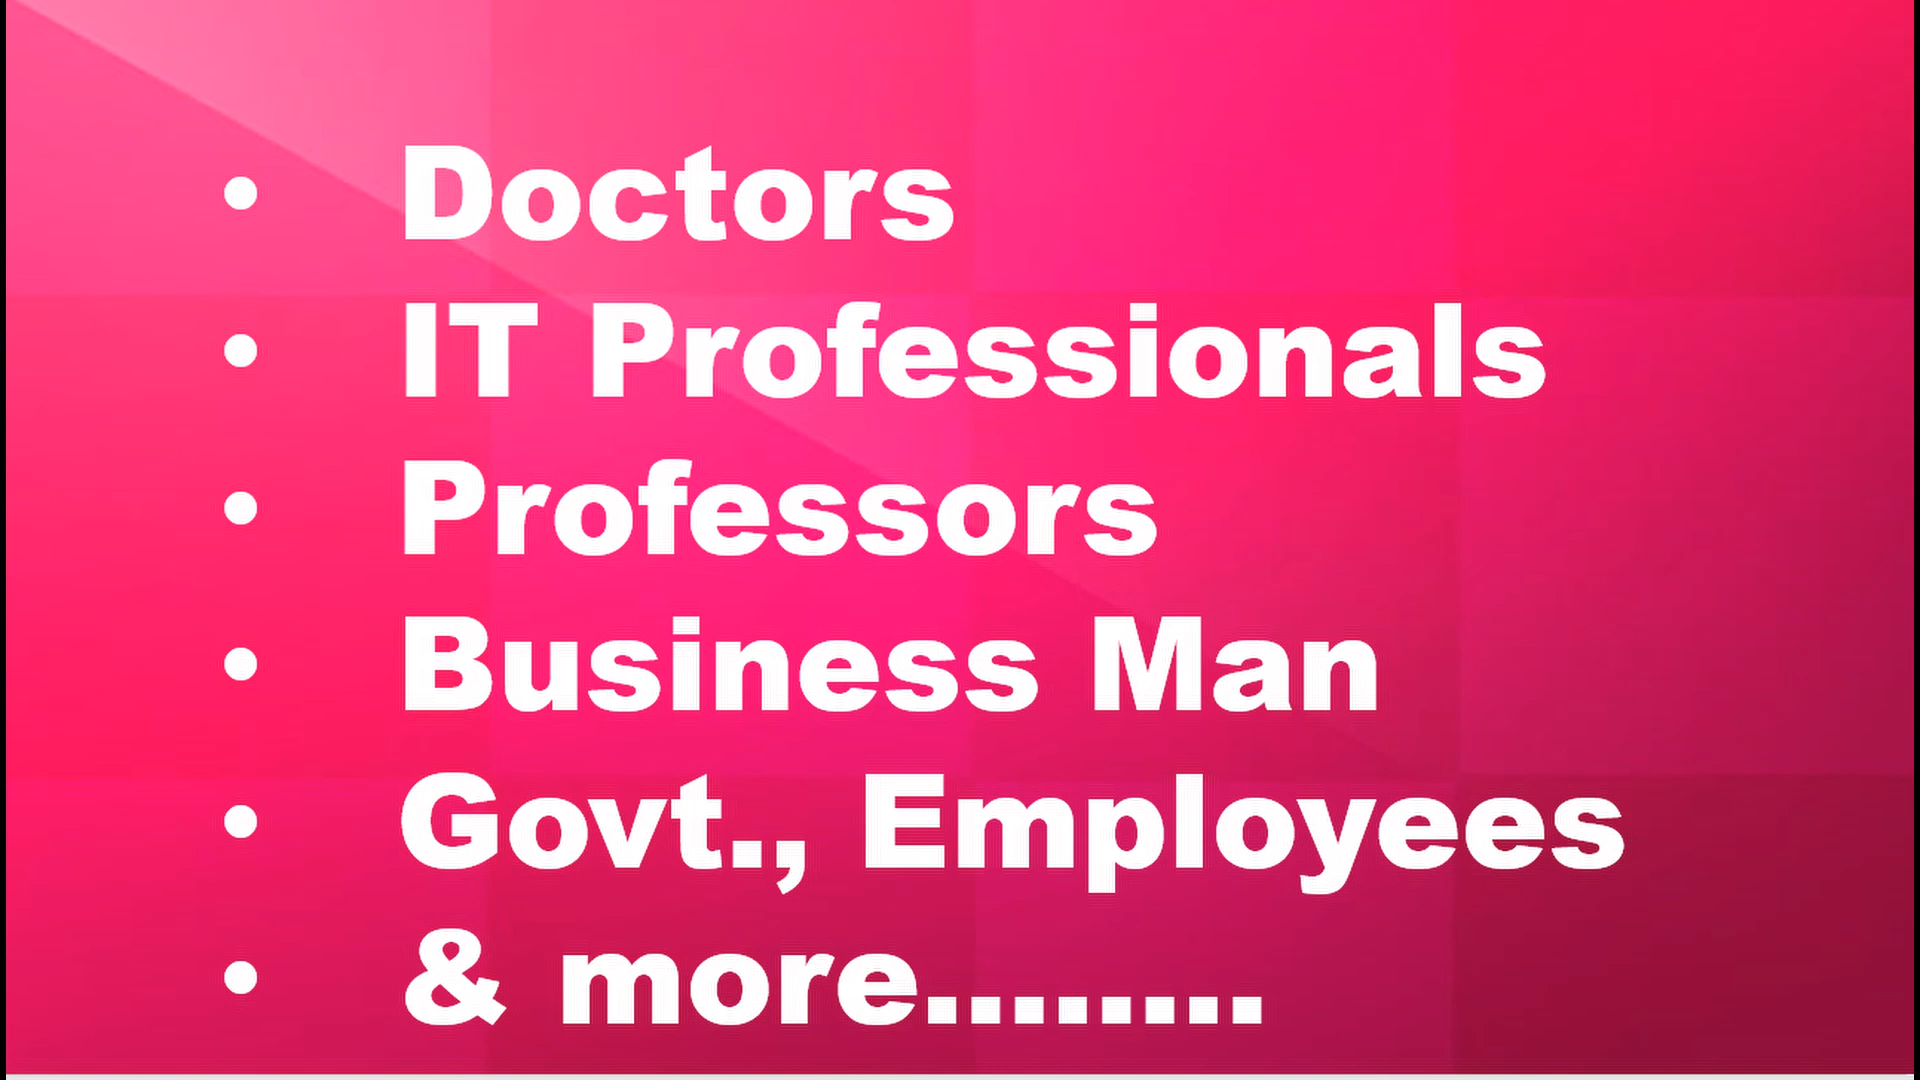 • Doctors
• IT Professionals
• Professors
• Business Man
• Govt., Employees
• & more........